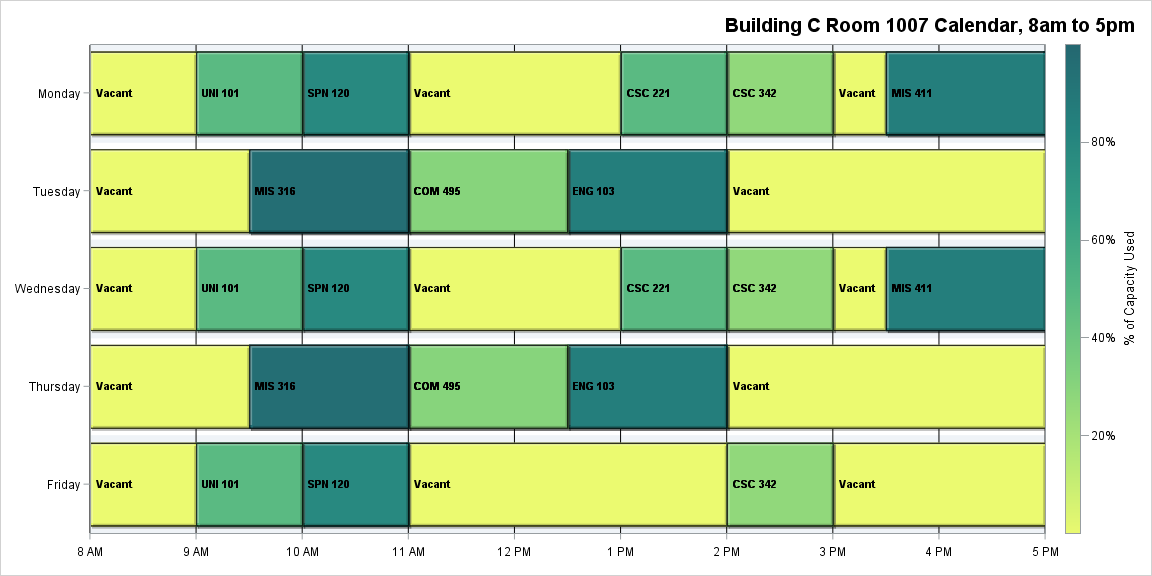 Building C Room 1007 Calendar, 8am to 5pm
Monday
Vacant
UNI 101
SPN 120
Vacant
CSC 221
CSC 342
Vacant
MIS 411
Tuesday
Vacant
MIS 316
COM 495
ENG 103
Vacant
Wednesday
Vacant
UNI 101
SPN 120
Vacant
CSC 221
CSC 342
Vacant
MIS 411
Thursday
Vacant
MIS 316
COM 495
ENG 103
Vacant
Friday
Vacant
UNI 101
SPN 120
Vacant
CSC 342
Vacant
8 AM
9 AM
10 AM
11 AM
12 PM
1 PM
2 PM
3 PM
4 PM
5 PM
80%
60%
40%
20%
% of Capacity Used